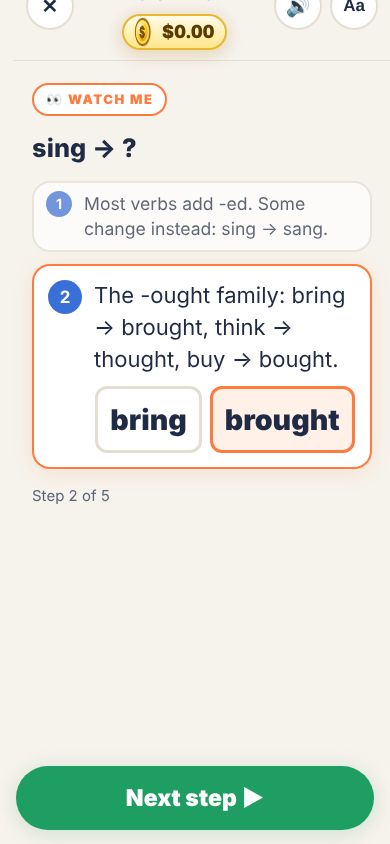 $0.00
Aa
WATCH ME
sing → ?
1 Most verbs add -ed. Some
change instead: sing → sang.
2 The -ought family: bring
→ brought, think →
thought, buy → bought.
bring brought
Step 2 of 5
Next step ▶